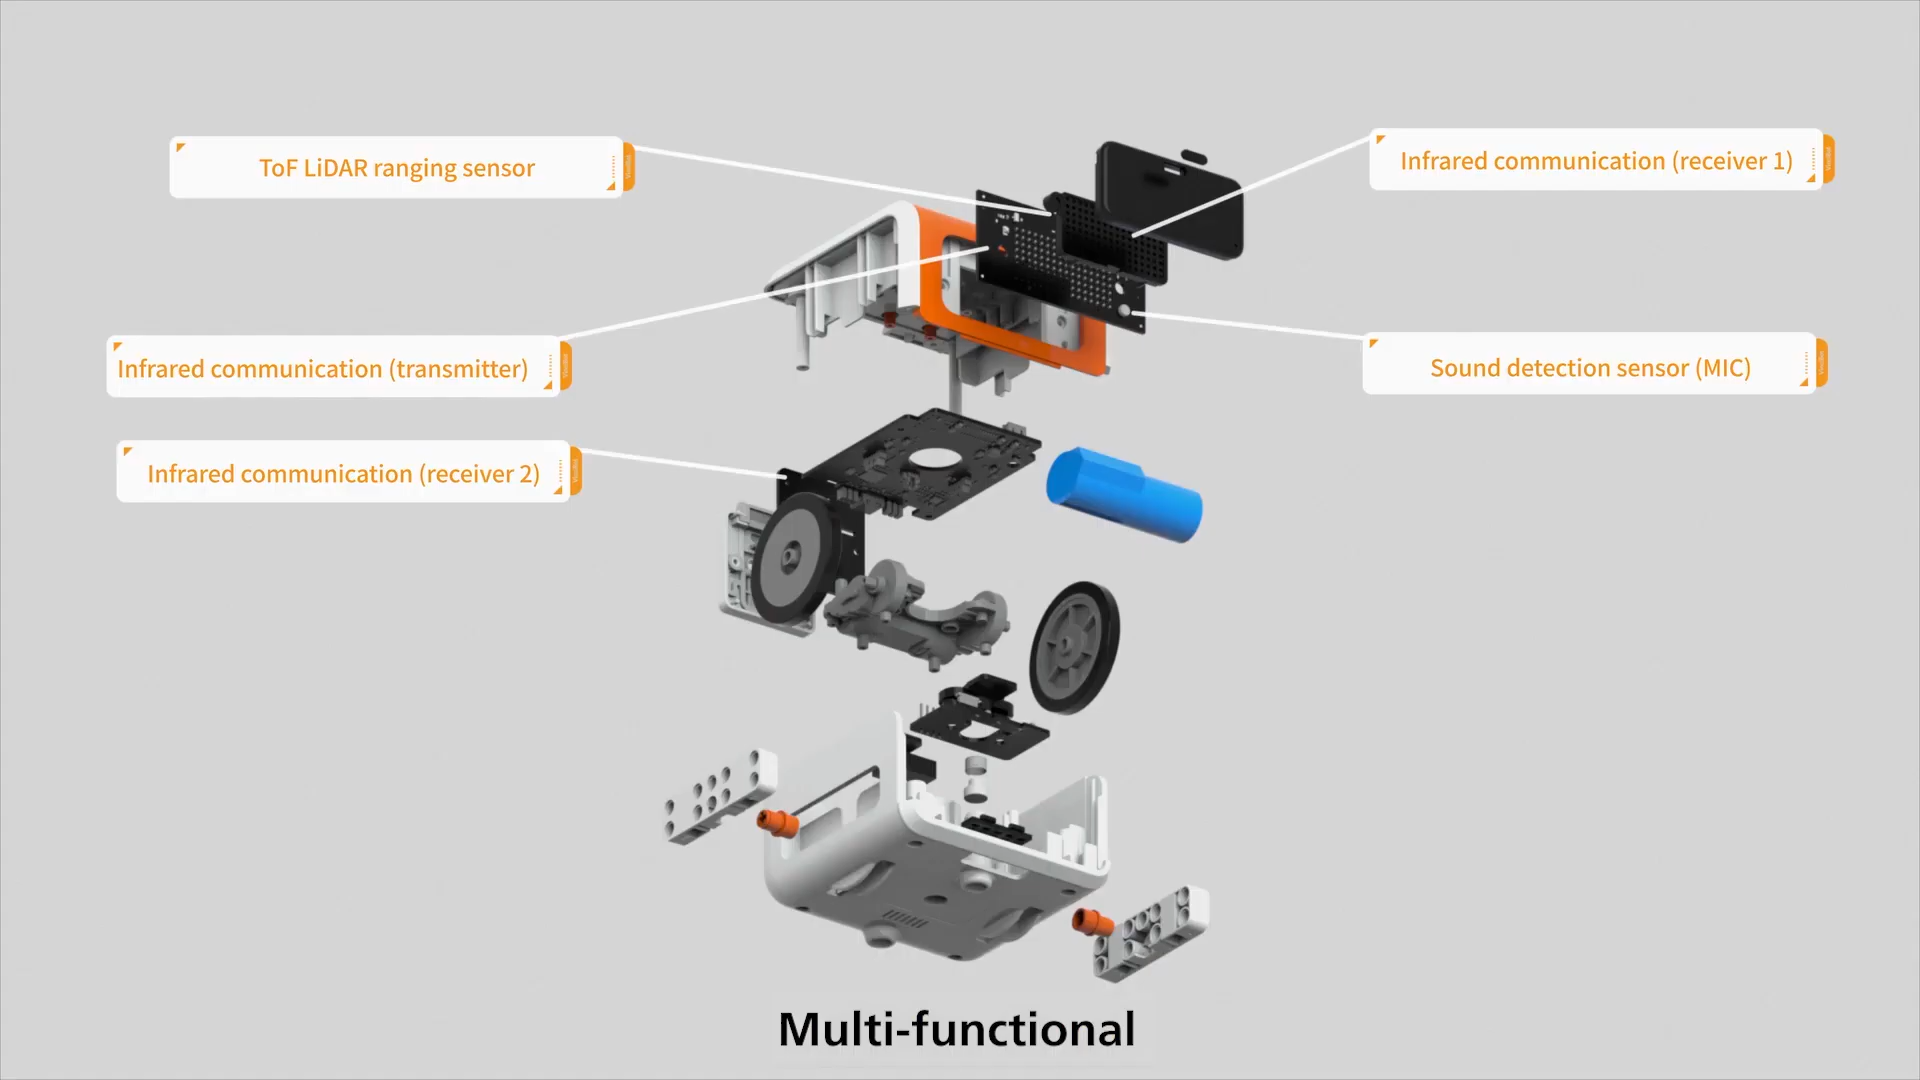 ToF LiDAR ranging sensor
Infrared communication (receiver 1)
Infrared communication (transmitter)
Sound detection sensor (MIC)
Infrared communication (receiver 2)
Multi-functional